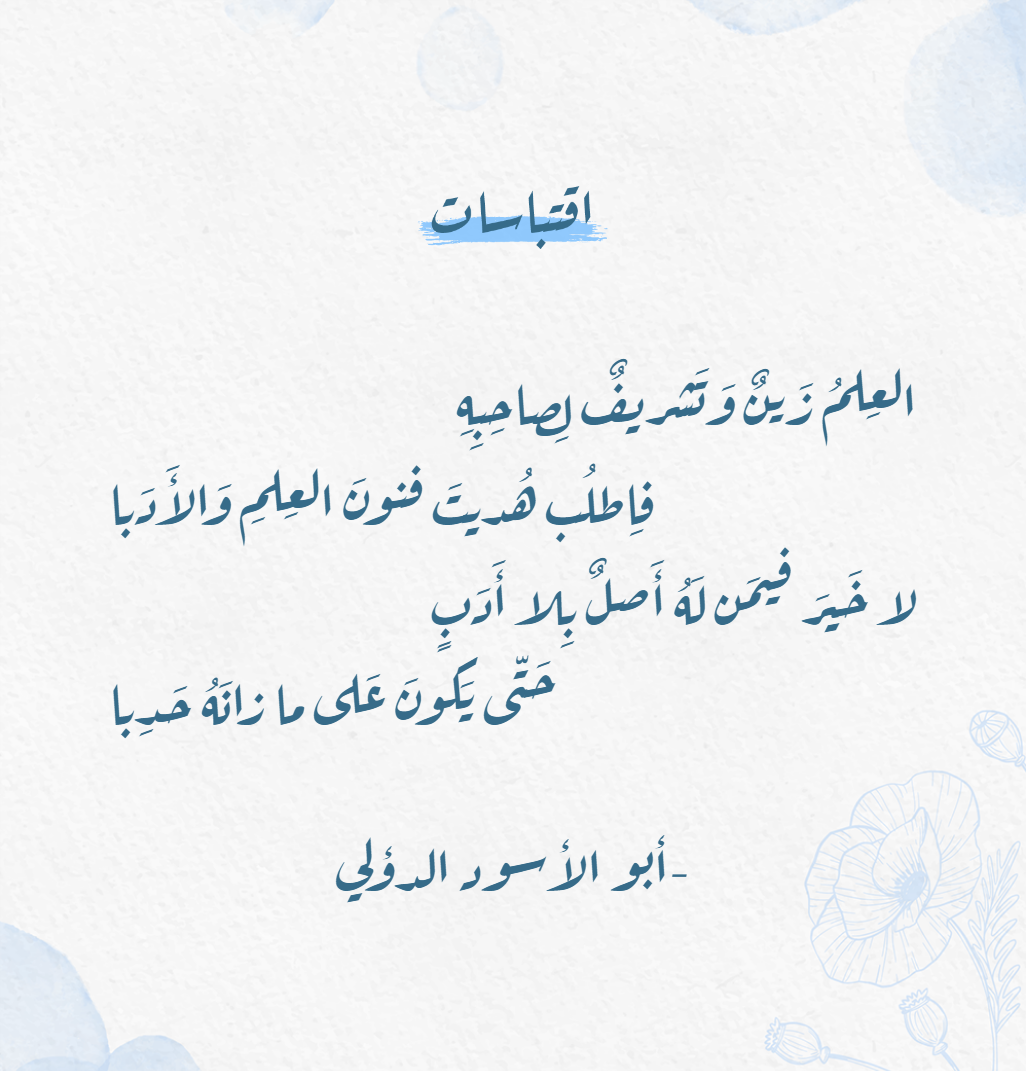 اقتباسات
العِلمُ زَينٌ وَتَشريفٌ لِصاحِبِهِ
فِاطلُب هُديتَ فنونَ العِلمِ وَالأَدَبا
لا خَيرَ فيمَن لَهُ أَصلٌ بِلا أَدَبٍ
حَتّى يَكونَ عَلى ما زانَهُ حَدِبا
-أبو الأسود الدؤلي